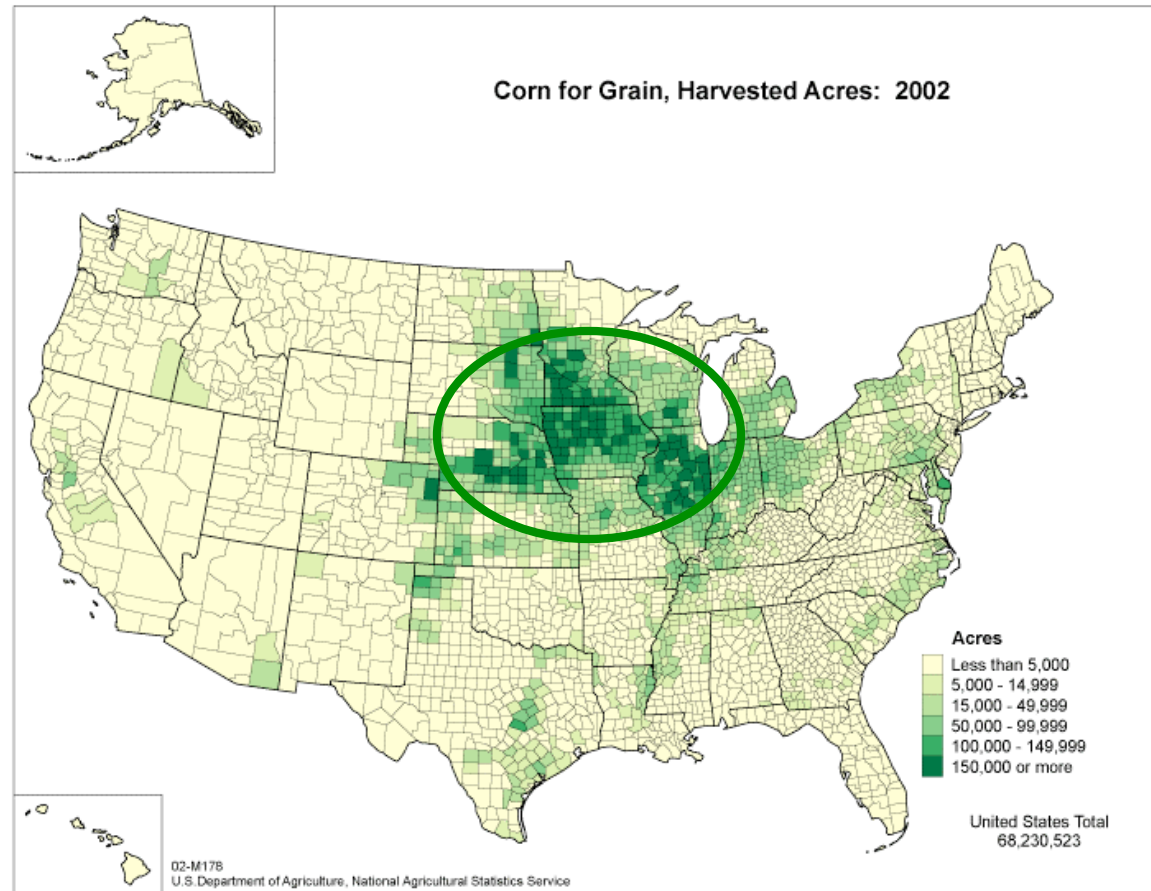 Corn for Grain, Harvested Acres: 2002
Acres
Less than 5,000
5,000 - 14,999
15,000 - 49,999
50,000 - 99,999
100,000 - 149,999
150,000 or more
United States Total
68,230,523
02-M178
U.S.Department of Agriculture, National Agricultural Statistics Service